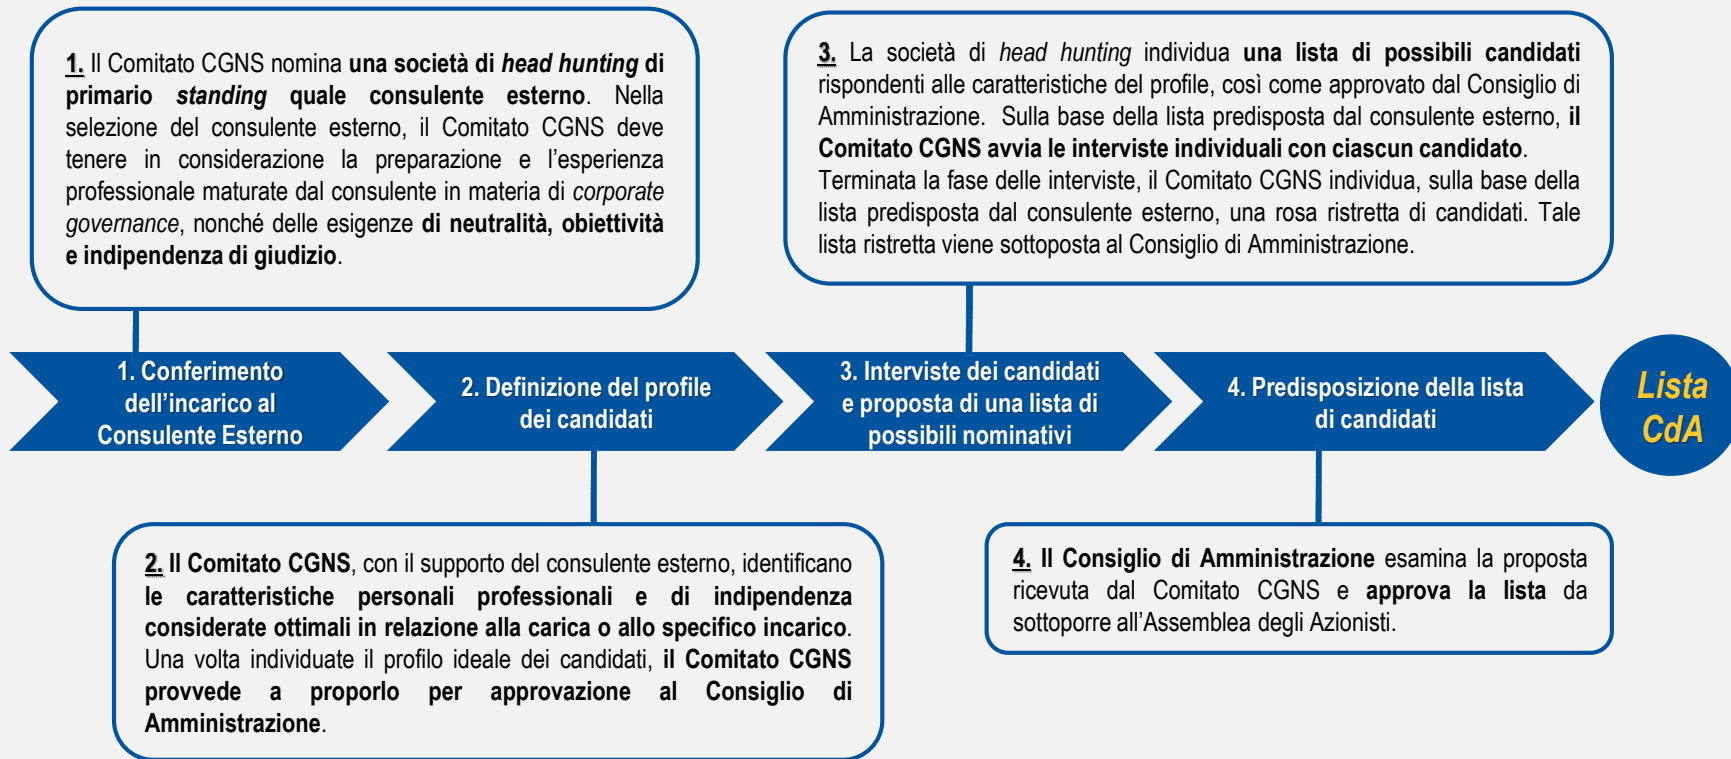 1. Il Comitato CGNS nomina una società di head hunting di
primario standing quale consulente esterno. Nella
selezione del consulente esterno, il Comitato CGNS deve
tenere in considerazione la preparazione e l'esperienza
professionale maturate dal consulente in materia di corporate
governance, nonché delle esigenze di neutralità, obiettività
e indipendenza di giudizio.
3. La società di head hunting individua una lista di possibili candidati
rispondenti alle caratteristiche del profile, così come approvato dal Consiglio di
Amministrazione. Sulla base della lista predisposta dal consulente esterno, il
Comitato CGNS avvia le interviste individuali con ciascun candidato.
Terminata la fase delle interviste, il Comitato CGNS individua, sulla base della
lista predisposta dal consulente esterno, una rosa ristretta di candidati. Tale
lista ristretta viene sottoposta al Consiglio di Amministrazione.
1. Conferimento
dell'incarico al
Consulente Esterno
2. Definizione del profile
dei candidati
3. Interviste dei candidati
e proposta di una lista di
possibili nominativi
4. Predisposizione della lista
di candidati
Lista
CdA
2. Il Comitato CGNS, con il supporto del consulente esterno, identificano
le caratteristiche personali professionali e di indipendenza
considerate ottimali in relazione alla carica o allo specifico incarico.
Una volta individuate il profilo ideale dei candidati, il Comitato CGNS
provvede a proporlo per approvazione al Consiglio di
Amministrazione.
4. Il Consiglio di Amministrazione esamina la proposta
ricevuta dal Comitato CGNS e approva la lista da
sottoporre all'Assemblea degli Azionisti.